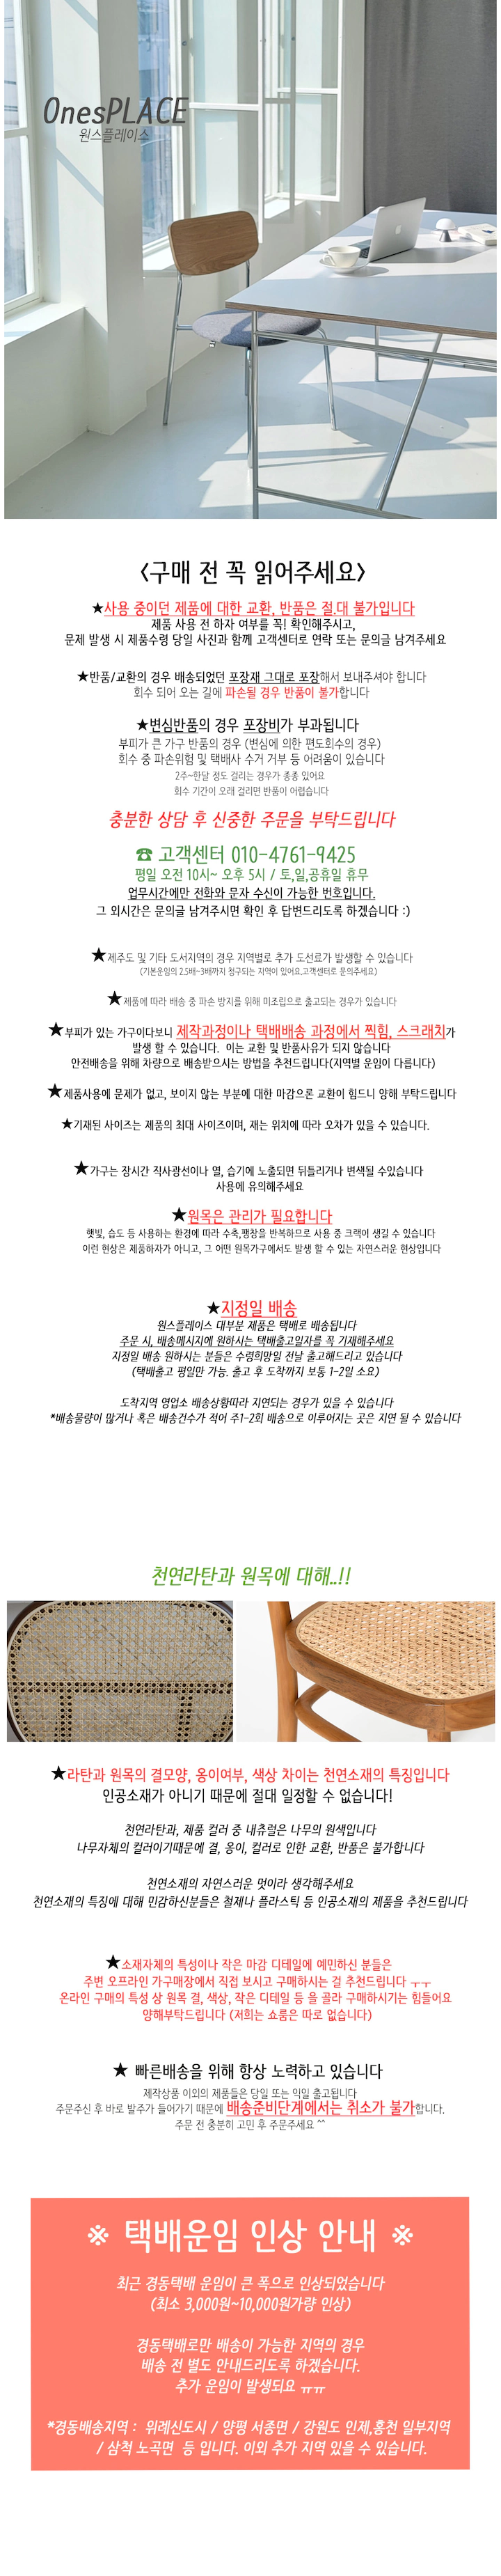 OnesPLACE
원스플레이스
<구매 전 꼭 읽어주세요>
★사용 중이던 제품에 대한 교환, 반품은 절.대 불가입니다
제품 사용 전 하자 여부를 꼭! 확인해주시고,
문제 발생 시 제품수령 당일 사진과 함께 고객센터로 연락 또는 문의글 남겨주세요
★반품/교환의 경우 배송되었던 포장재 그대로 포장해서 보내주셔야 합니다
회수 되어 오는 길에 파손될 경우 반품이 불가합니다
★변심반품의 경우 포장비가 부과됩니다
부피가 큰 가구 반품의 경우 (변심에 의한 편도회수의 경우)
회수 중 파손위험 및 택배사 수거 거부 등 어려움이 있습니다
2주~한달 정도 걸리는 경우가 종종 있어요
회수 기간이 오래 걸리면 반품이 어렵습니다
충분한 상담 후 신중한 주문을 부탁드립니다
☎ 고객센터 010-4761-9425
평일 오전 10시~ 오후 5시 / 토,일,공휴일 휴무
업무시간에만 전화와 문자 수신이 가능한 번호입니다.
그 외시간은 문의글 남겨주시면 확인 후 답변드리도록 하겠습니다 :)
★제주도 및 기타 도서지역의 경우 지역별로 추가 도선료가 발생할 수 있습니다
(기본운임의 2.5배~3배까지 청구되는 지역이 있어요.고객센터로 문의주세요)
★제품에 따라 배송 중 파손 방지를 위해 미조립으로 출고되는 경우가 있습니다
★부피가 있는 가구이다보니 제작과정이나 택배배송 과정에서 찍힘, 스크래치가
발생 할 수 있습니다. 이는 교환 및 반품사유가 되지 않습니다
안전배송을 위해 차량으로 배송받으시는 방법을 추천드립니다(지역별 운임이 다릅니다)
★제품사용에 문제가 없고, 보이지 않는 부분에 대한 마감으론 교환이 힘드니 양해 부탁드립니다
★기재된 사이즈는 제품의 최대 사이즈이며, 재는 위치에 따라 오차가 있을 수 있습니다.
★가구는 장시간 직사광선이나 열, 습기에 노출되면 뒤틀리거나 변색될 수있습니다
사용에 유의해주세요
★원목은 관리가 필요합니다
햇빛, 습도 등 사용하는 환경에 따라 수축,팽창을 반복하므로 사용 중 크랙이 생길 수 있습니다
이런 현상은 제품하자가 아니고, 그 어떤 원목가구에서도 발생 할 수 있는 자연스러운 현상입니다
★지정일 배송
원스플레이스 대부분 제품은 택배로 배송됩니다
주문 시, 배송메시지에 원하시는 택배출고일자를 꼭 기재해주세요
지정일 배송 원하시는 분들은 수령희망일 전날 출고해드리고 있습니다
(택배출고 평일만 가능. 출고 후 도착까지 보통 1-2일 소요)
도착지역 영업소 배송상황따라 지연되는 경우가 있을 수 있습니다
*배송물량이 많거나 혹은 배송건수가 적어 주1-2회 배송으로 이루어지는 곳은 지연 될 수 있습니다
천연라탄과 원목에 대해..!!
★라탄과 원목의 결모양, 옹이여부, 색상 차이는 천연소재의 특징입니다
인공소재가 아니기 때문에 절대 일정할 수 없습니다!
천연라탄과, 제품 컬러 중 내츄럴은 나무의 원색입니다
나무자체의 컬러이기때문에 결, 옹이, 컬러로 인한 교환, 반품은 불가합니다
천연소재의 자연스러운 멋이라 생각해주세요
천연소재의 특징에 대해 민감하신분들은 철제나 플라스틱 등 인공소재의 제품을 추천드립니다
★소재자체의 특성이나 작은 마감 디테일에 예민하신 분들은
주변 오프라인 가구매장에서 직접 보시고 구매하시는 걸 추천드립니다 ㅜㅜ
온라인 구매의 특성 상 원목 결, 색상, 작은 디테일 등 을 골라 구매하시기는 힘들어요
양해부탁드립니다 (저희는 쇼룸은 따로 없습니다)
★ 빠른배송을 위해 항상 노력하고 있습니다
제작상품 이외의 제품들은 당일 또는 익일 출고됩니다
주문주신 후 바로 발주가 들어가기 때문에 배송준비단계에서는 취소가 불가합니다.
주문 전 충분히 고민 후 주문주세요 ^^
※ 택배운임 인상 안내 ※
최근 경동택배 운임이 큰 폭으로 인상되었습니다
(최소 3,000원~10,000원가량 인상)
경동택배로만 배송이 가능한 지역의 경우
배송 전 별도 안내드리도록 하겠습니다.
추가 운임이 발생되요 ㅠㅠ
*경동배송지역 : 위례신도시 / 양평 서종면 / 강원도 인제,홍천 일부지역
/ 삼척 노곡면 등 입니다. 이외 추가 지역 있을 수 있습니다.